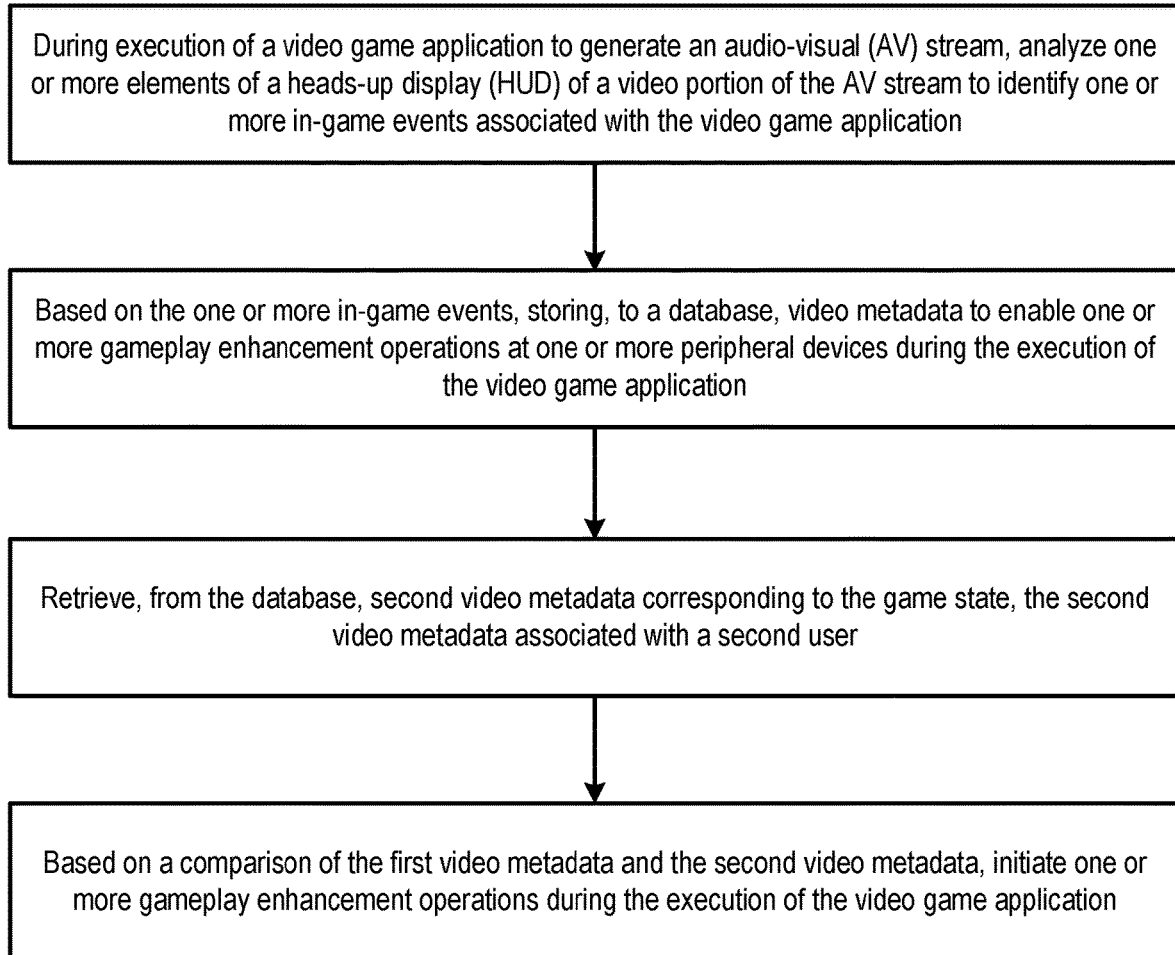 During execution of a video game application to generate an audio-visual (AV) stream, analyze one
or more elements of a heads-up display (HUD) of a video portion of the AV stream to identify one or
more in-game events associated with the video game application
Based on the one or more in-game events, storing, to a database, video metadata to enable one or
more gameplay enhancement operations at one or more peripheral devices during the execution of
the video game application
Retrieve, from the database, second video metadata corresponding to the game state, the second
video metadata associated with a second user
Based on a comparison of the first video metadata and the second video metadata, initiate one or
more gameplay enhancement operations during the execution of the video game application